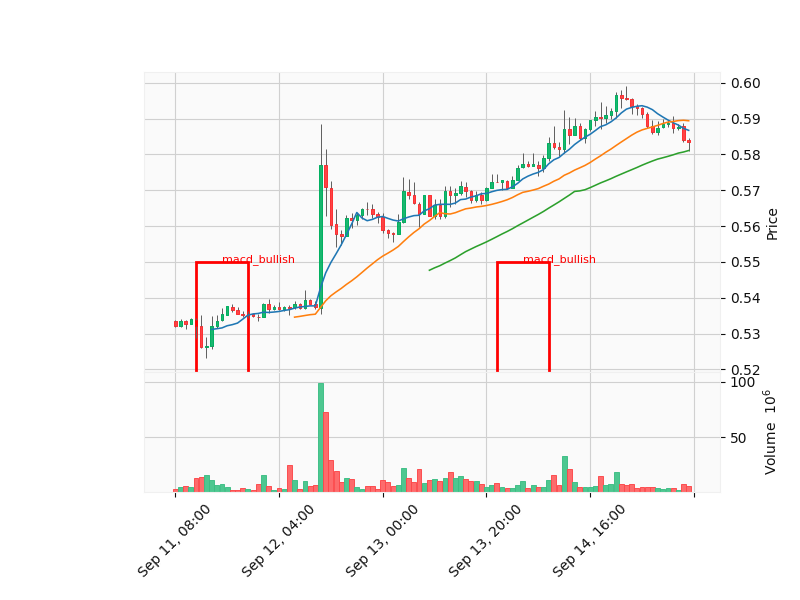 0.60
0.59
0.58
0.57
0.56
0.55
0.54
0.53
0.52
Price
macd_bullish
macd_bullish
100
50
Volume 10^6
Sep 11, 08:00
Sep 12, 04:00
Sep 13, 00:00
Sep 13, 20:00
Sep 14, 16:00